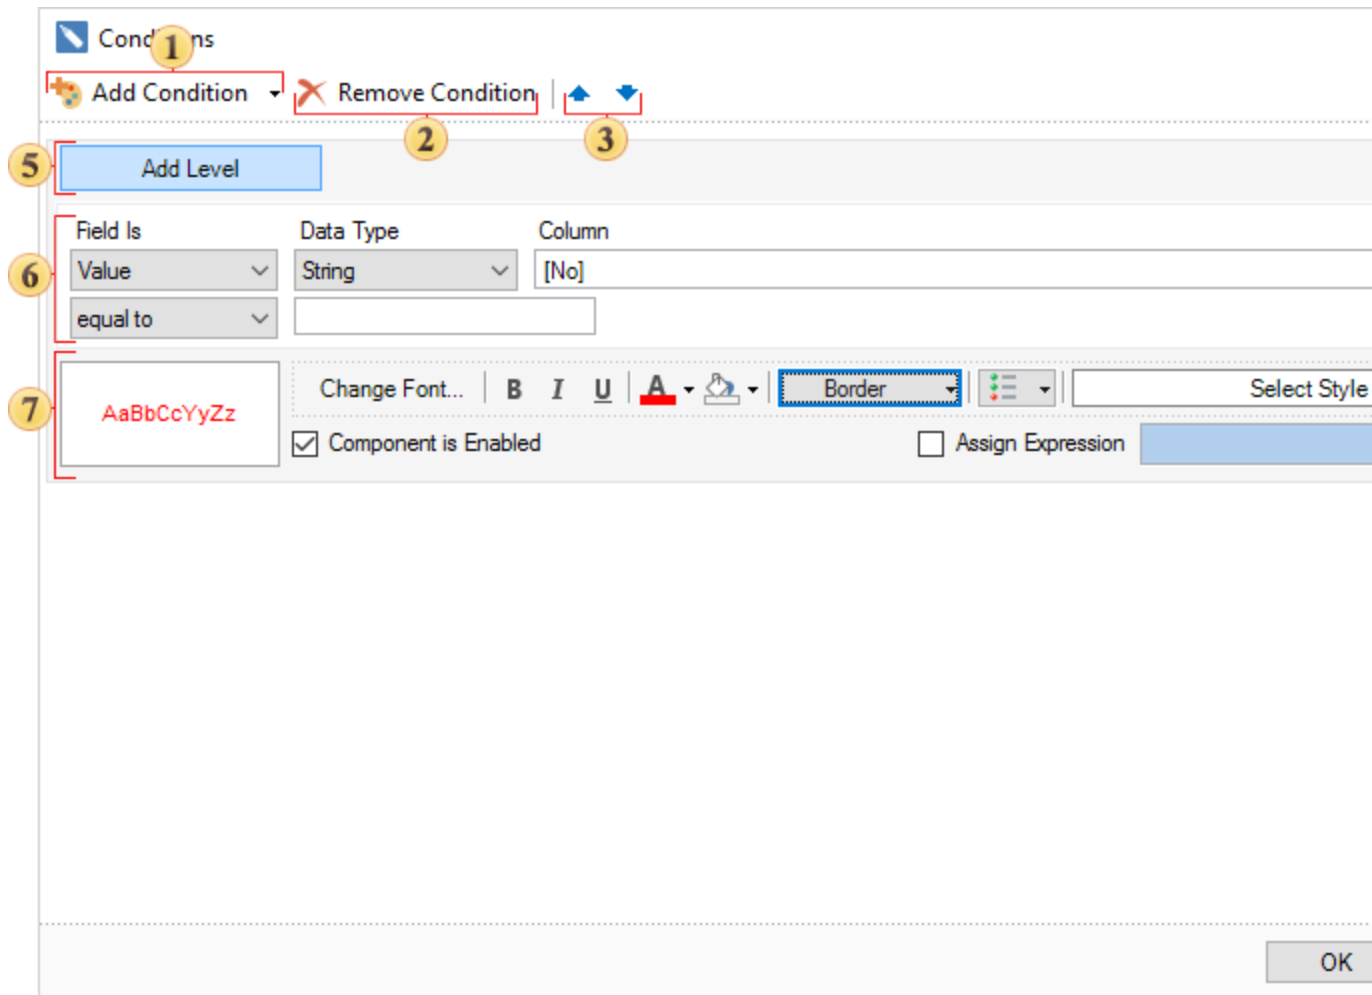 Cond ns
1
Add Condition Remove Condition
2 3
5 Add Level
Field Is Data Type Column
6 Value String [No]
equal to
7 AaBbCcYyZz Change Font... B I U A Border Select Style
Component is Enabled Assign Expression
OK